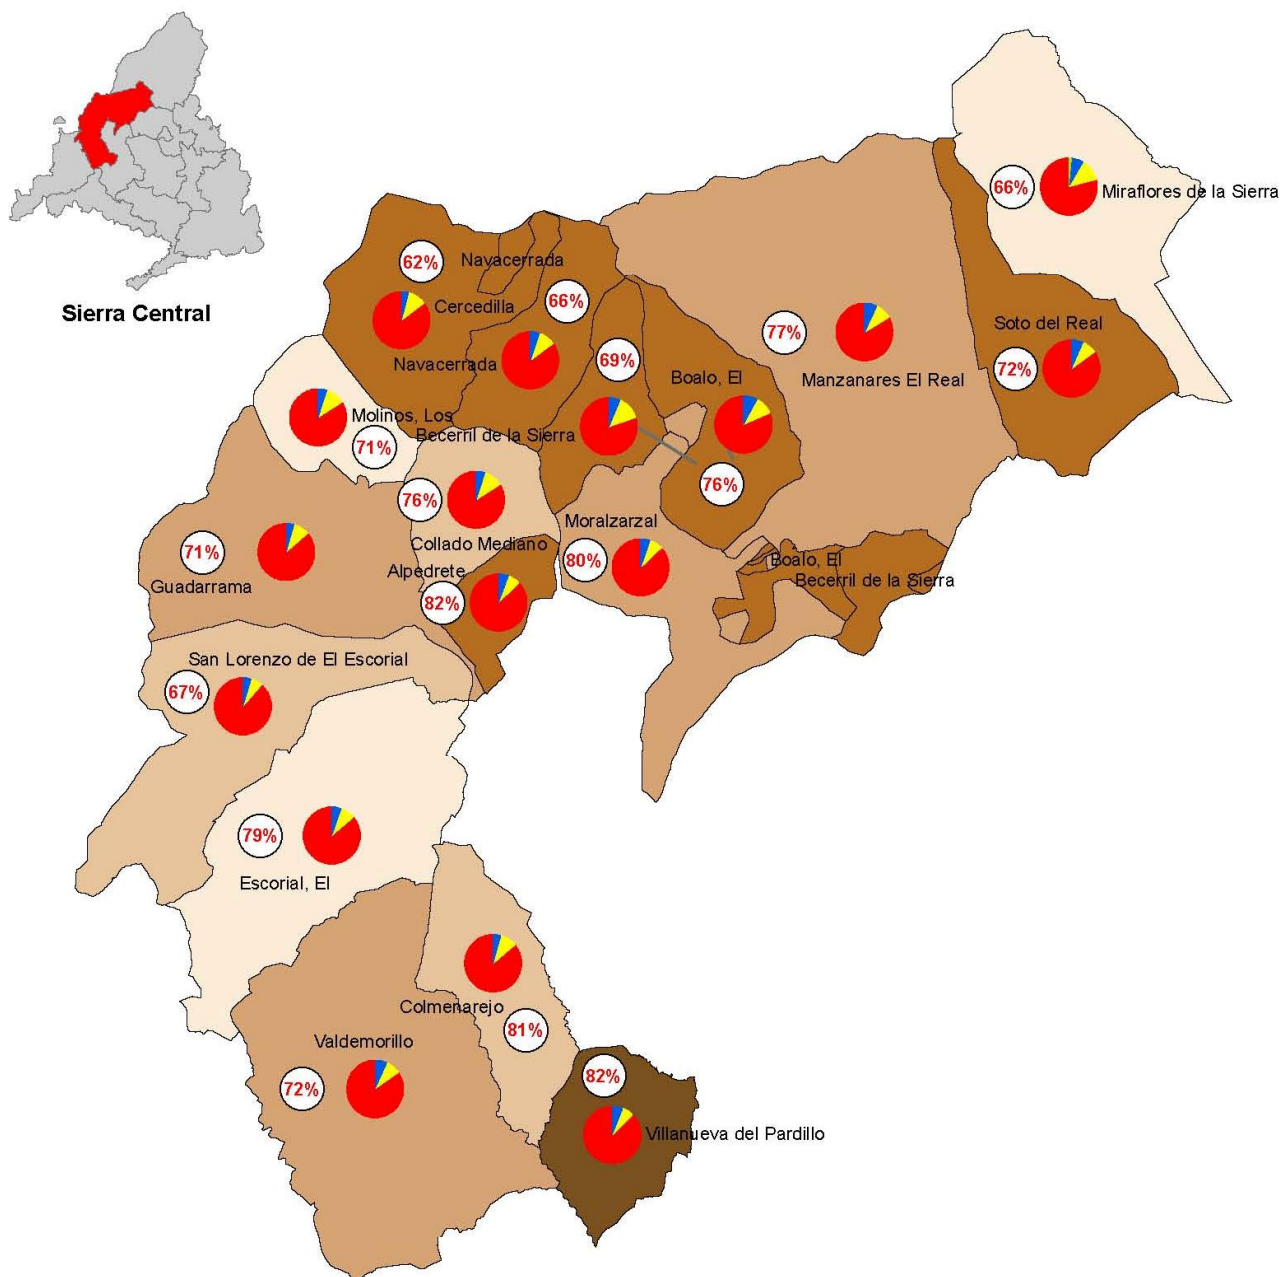 Sierra Central
66%
Miraflores de la Sierra
62%
Navacerrada
Cercedilla
66%
Navacerrada
69%
Boalo, El
77%
Manzanares El Real
Soto del Real
72%
Molinos, Los
71%
Becerril de la Sierra
76%
76%
Collado Mediano
Moralzarzal
80%
71%
Guadarrama
Alpedrete
82%
Boalo, El
Becerril de la Sierra
San Lorenzo de El Escorial
67%
79%
Escorial, El
Colmenarejo
81%
Valdemorillo
72%
82%
Villanueva del Pardillo